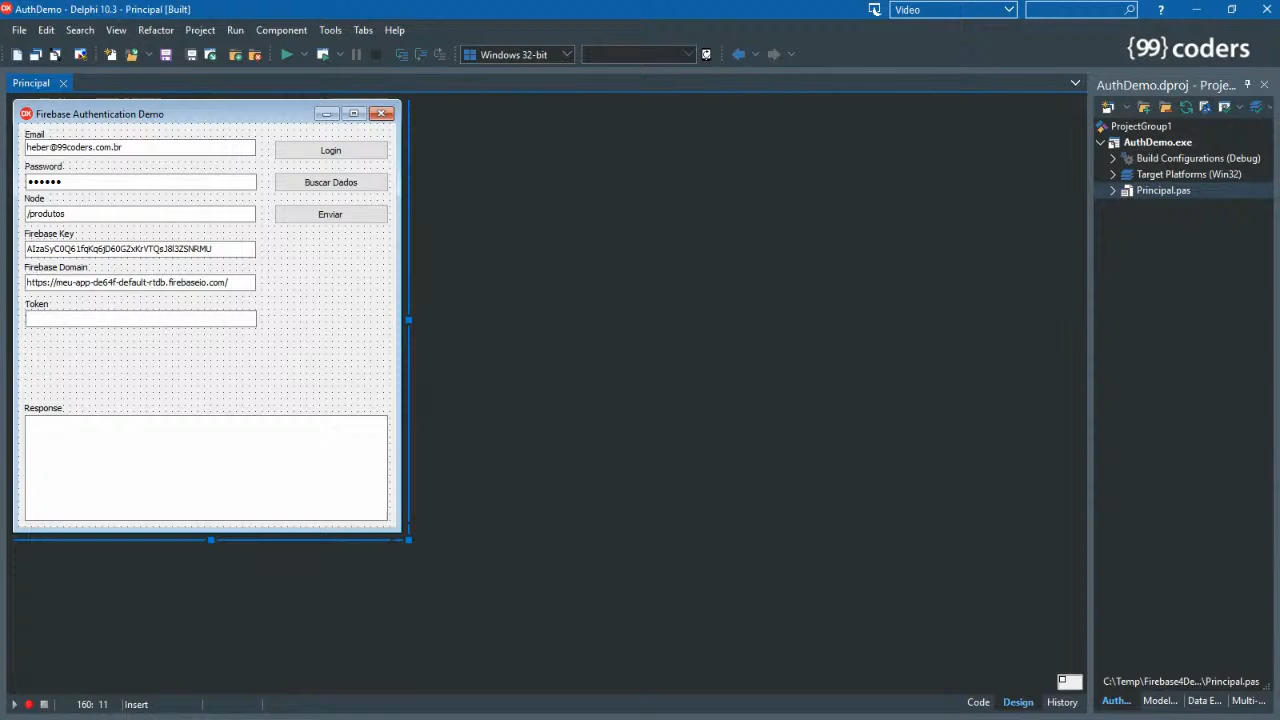 AuthDemo - Delphi 10.3 - Principal [Built]
Video
?
File Edit Search View Refactor Project Run Component Tools Tabs Help
Windows 32-bit
{99} coders
Principal
AuthDemo.dproj - Proje...
Firebase Authentication Demo
ProjectGroup1
AuthDemo.exe
Build Configurations (Debug)
Target Platforms (Win32)
Principal.pas
Email
heber@99coders.com.br
Login
Password
••••••
Buscar Dados
Node
/produtos
Enviar
Firebase Key
Firebase Domain
https://meu-app-de64f-default-rtdb.firebaseio.com/
Token
Response
C:\Temp\Firebase4De...\Principal.pas
160: 11 Insert
Code Design History
Auth... Model... Data E... Multi-...